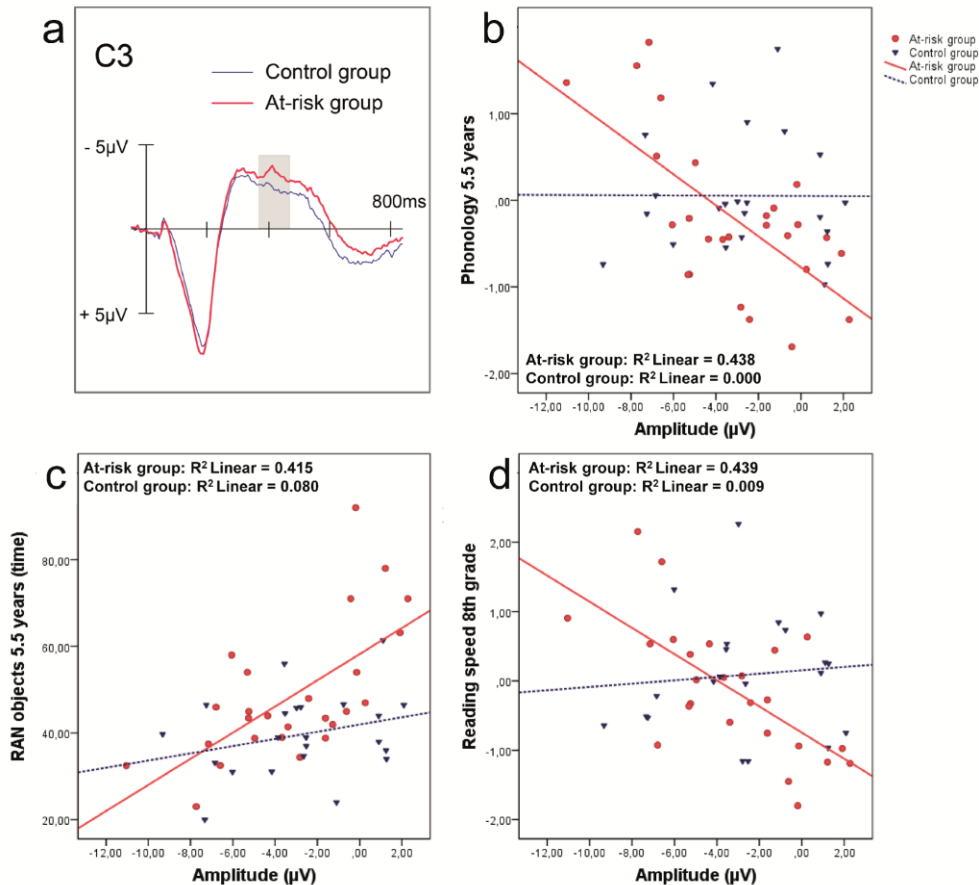 a
C3
Control group
At-risk group
- 5µV
800ms
+ 5µV
b
At-risk group
Control group
At-risk group
Control group
Phonology 5.5 years
1,00
,00
-1,00
-2,00
At-risk group: R² Linear = 0.438
Control group: R² Linear = 0.000
-12,00 -10,00 -8,00 -6,00 -4,00 -2,00 ,00 2,00
Amplitude (µV)
c
At-risk group: R² Linear = 0.415
Control group: R² Linear = 0.080
RAN objects 5.5 years (time)
80,00
60,00
40,00
20,00
-12,00 -10,00 -8,00 -6,00 -4,00 -2,00 ,00 2,00
Amplitude (µV)
d
At-risk group: R² Linear = 0.439
Control group: R² Linear = 0.009
Reading speed 8th grade
2,00
1,00
,00
-1,00
-2,00
-12,00 -10,00 -8,00 -6,00 -4,00 -2,00 ,00 2,00
Amplitude (µV)